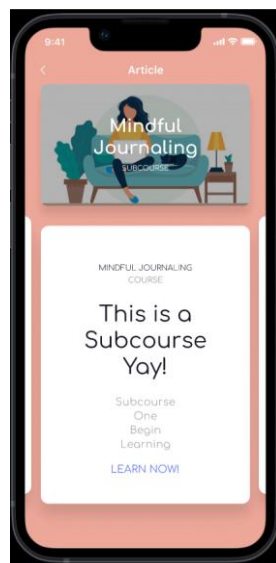 9:41
Article
Mindful
Journaling
SUBCOURSE
MINDFUL JOURNALING
COURSE
This is a
Subcourse
Yay!
Subcourse
One
Begin
Learning
LEARN NOW!